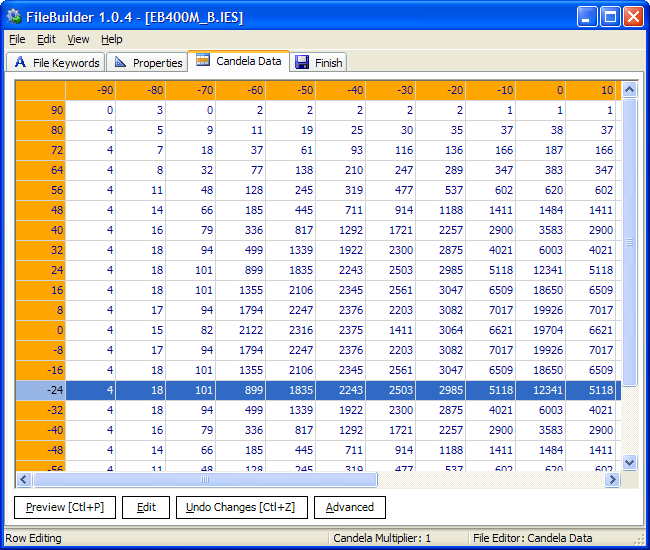 FileBuilder 1.0.4 - [EB400M_B.IES]
File Edit View Help
File Keywords Properties Candela Data Finish
-90 -80 -70 -60 -50 -40 -30 -20 -10 0 10
90 0 3 0 2 2 2 2 2 1 1 1
80 4 5 9 11 19 25 30 35 37 38 37
72 4 7 18 37 61 93 116 136 166 187 166
64 4 8 32 77 138 210 247 289 347 383 347
56 4 11 48 128 245 319 477 537 602 620 602
48 4 14 66 185 445 711 914 1188 1411 1484 1411
40 4 16 79 336 817 1292 1721 2257 2900 3583 2900
32 4 18 94 499 1339 1922 2300 2875 4021 6003 4021
24 4 18 101 899 1835 2243 2503 2985 5118 12341 5118
16 4 18 101 1355 2106 2345 2561 3047 6509 18650 6509
8 4 17 94 1794 2247 2376 2203 3082 7017 19926 7017
0 4 15 82 2122 2316 2375 1411 3064 6621 19704 6621
-8 4 17 94 1794 2247 2376 2203 3082 7017 19926 7017
-16 4 18 101 1355 2106 2345 2561 3047 6509 18650 6509
-24 4 18 101 899 1835 2243 2503 2985 5118 12341 5118
-32 4 18 94 499 1339 1922 2300 2875 4021 6003 4021
-40 4 16 79 336 817 1292 1721 2257 2900 3583 2900
-48 4 14 66 185 445 711 914 1188 1411 1484 1411
-56 4 11 48 128 245 319 477 537 602 620 602
Preview [Ctl+P] Edit Undo Changes [Ctl+Z] Advanced
Row Editing Candela Multiplier: 1 File Editor: Candela Data